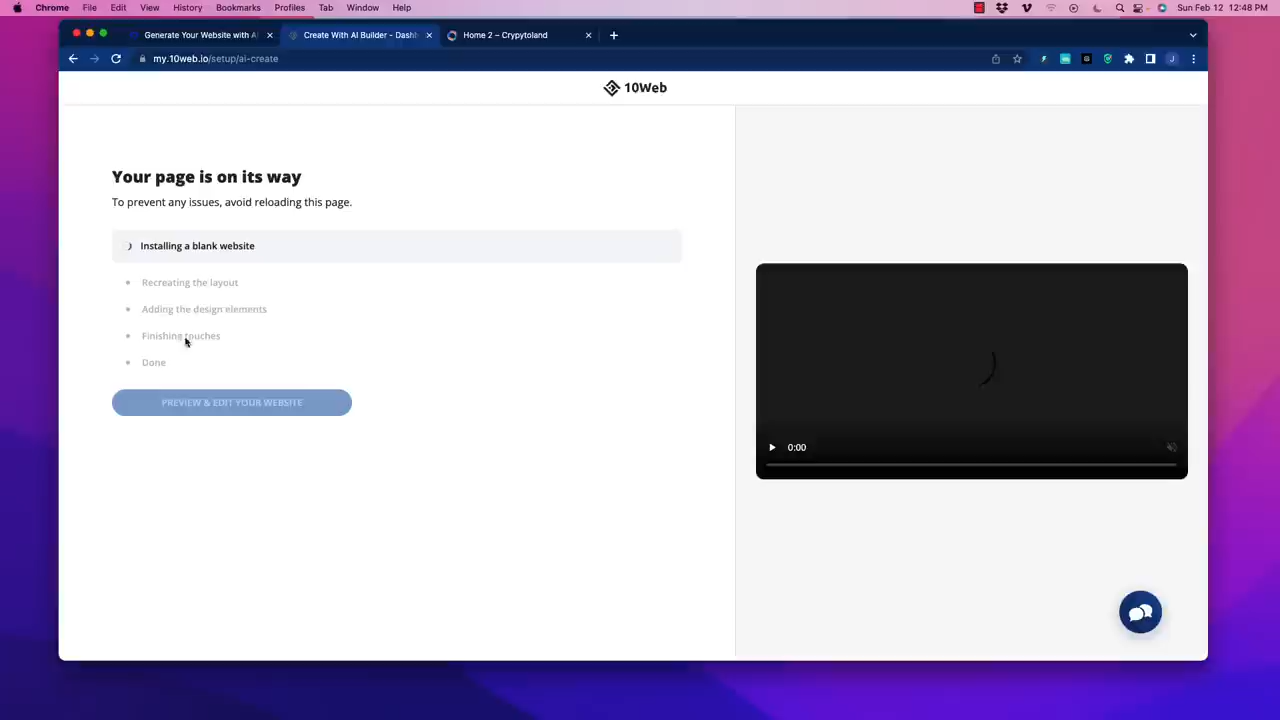 Chrome File Edit View History Bookmarks Profiles Tab Window Help Sun Feb 12 12:48 PM
Generate Your Website with AI Create With AI Builder - Dashb Home 2 – Crypytoland
my.10web.io/setup/ai-create
J
10Web
Your page is on its way
To prevent any issues, avoid reloading this page.
Installing a blank website
Recreating the layout
Adding the design elements
Finishing touches
Done
PREVIEW & EDIT YOUR WEBSITE
0:00